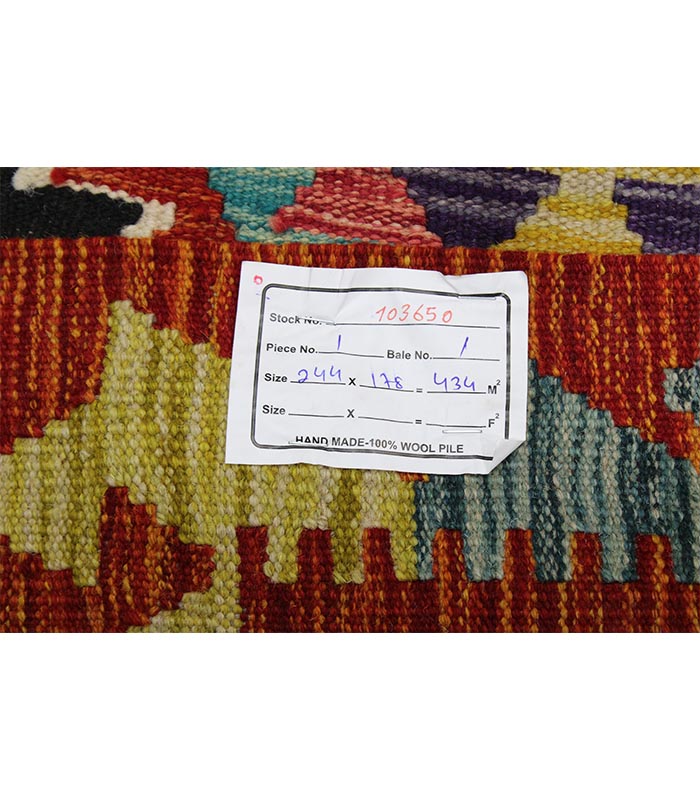 Stock No. 103650
Piece No. 1 Bale No. 1
Size 244 X 178 = 434 M²
Size X = F²
HAND MADE-100% WOOL PILE